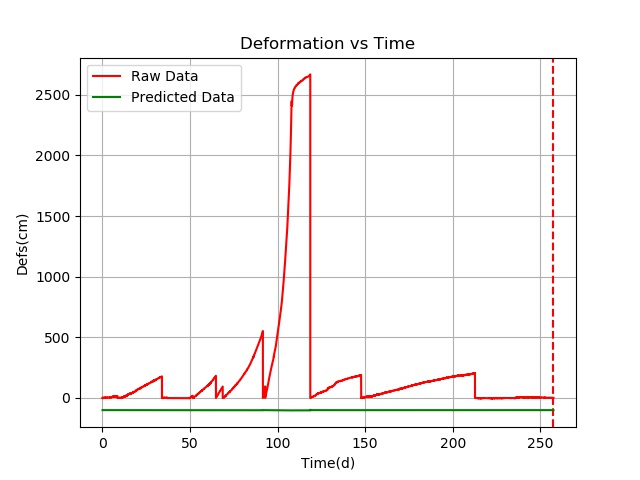 Deformation vs Time
Raw Data
Predicted Data
2500
2000
1500
1000
500
0
Defs(cm)
0 50 100 150 200 250
Time(d)